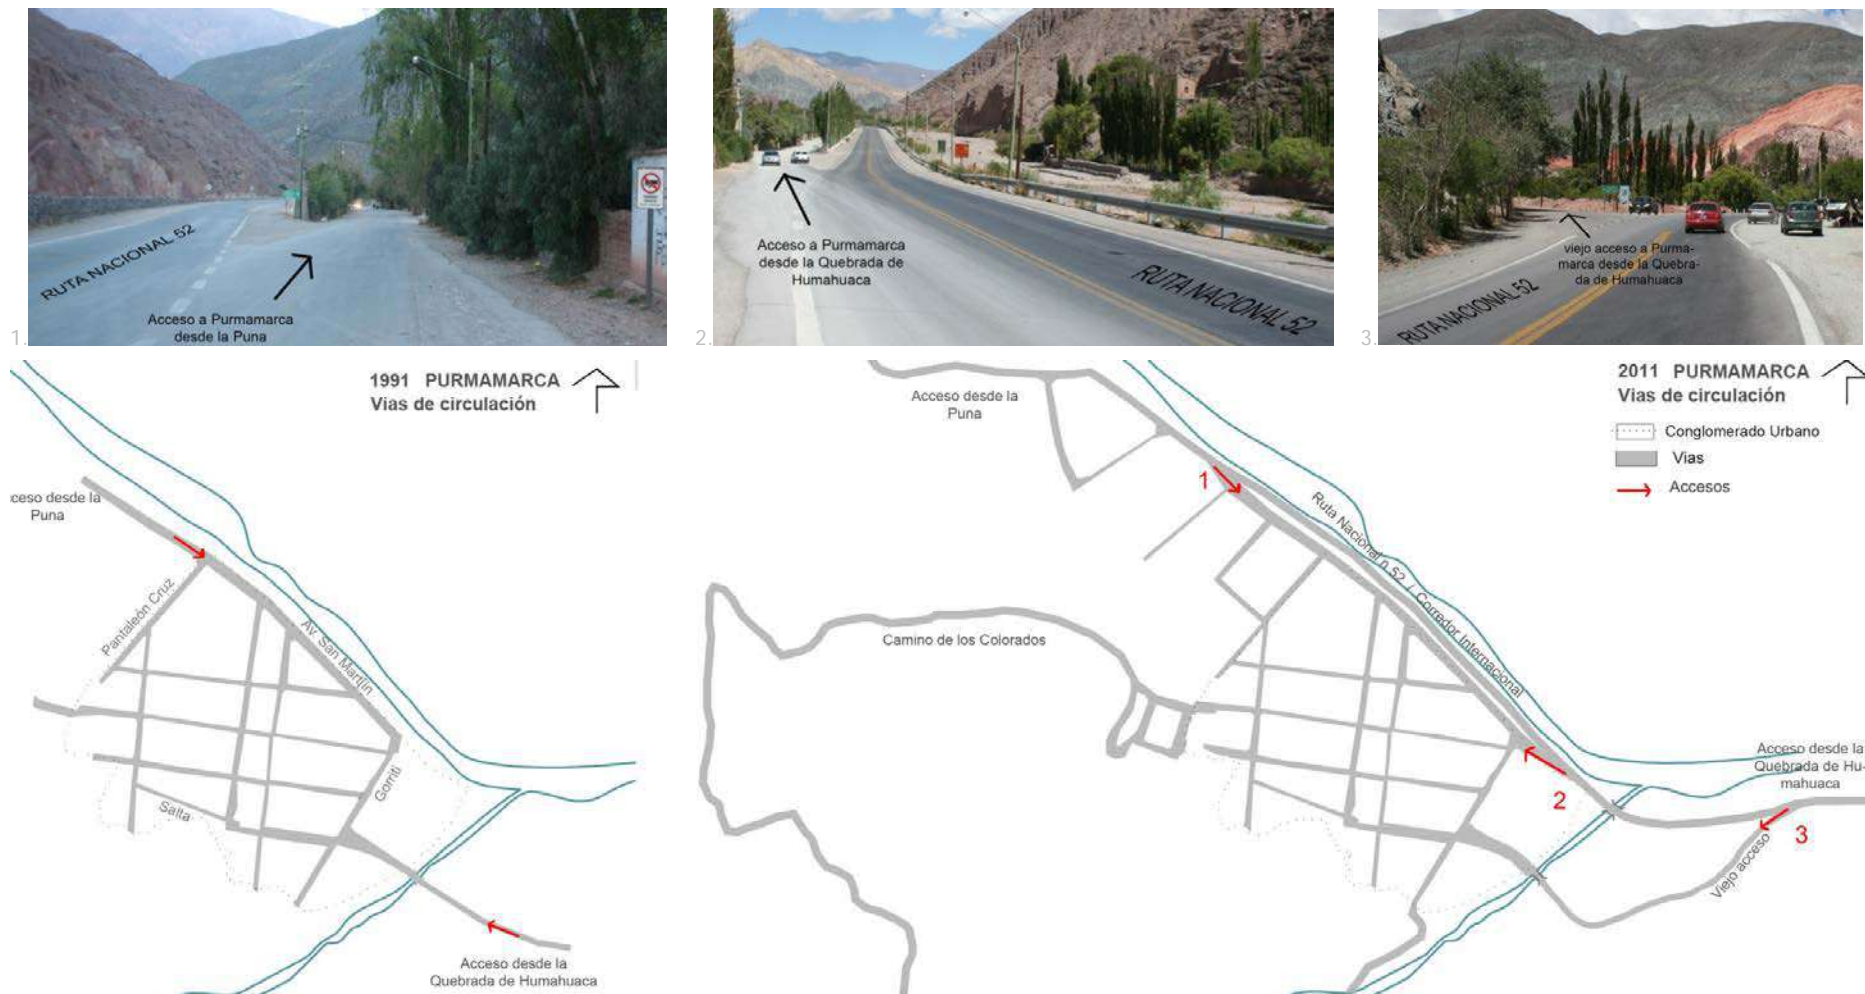 RUTA NACIONAL 52
Acceso a Purmamarca
desde la Puna
1.
Acceso a Purmamarca
desde la Quebrada de
Humahuaca
RUTA NACIONAL 52
2.
viejo acceso a Purma-
marca desde la Quebra-
da de Humahuaca
RUTA NACIONAL 52
3.
1991 PURMAMARCA
Vias de circulación
cceso desde la
Puna
Pantaleón Cruz
Av. San Martín
Gorriti
Salta
Acceso desde la
Quebrada de Humahuaca
2011 PURMAMARCA
Vias de circulación
Conglomerado Urbano
Vias
Accesos
Acceso desde la
Puna
1
Ruta Nacional n 52 / Corredor Internacional
Camino de los Colorados
Acceso desde la
Quebrada de Hu-
mahuaca
2
3
Viejo acceso